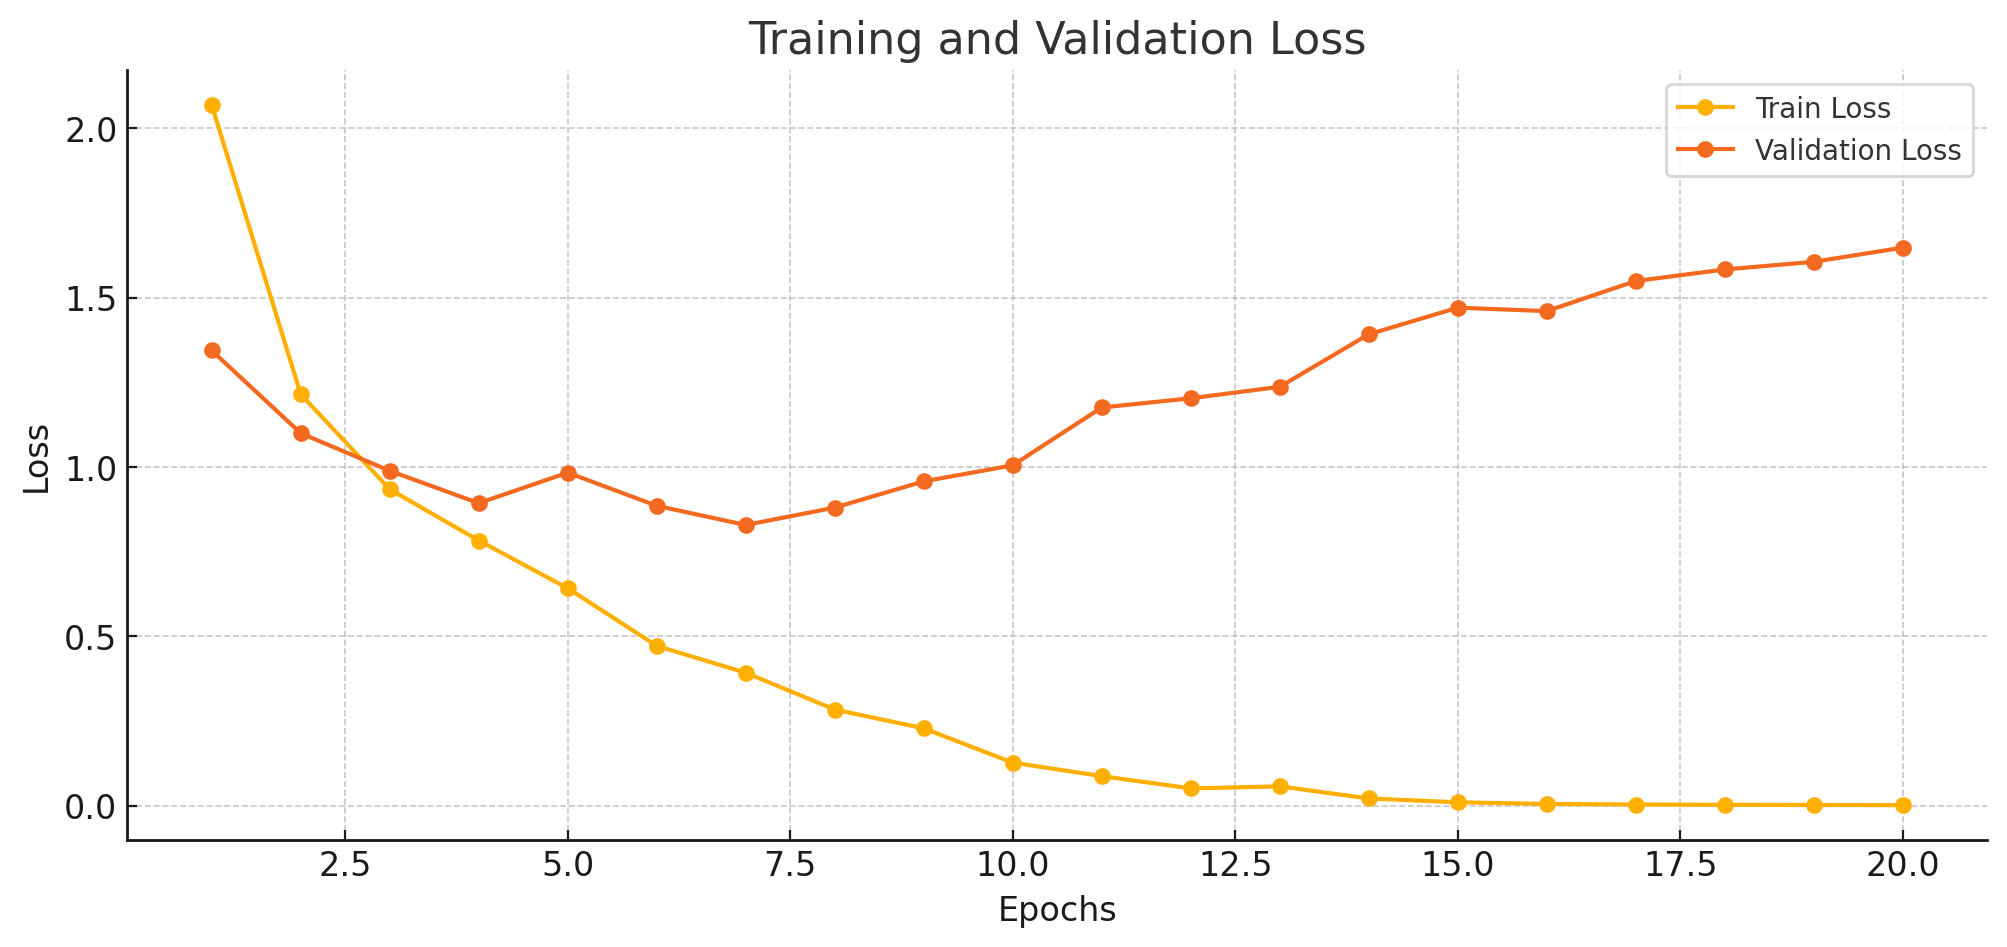 Training and Validation Loss
Train Loss
Validation Loss
2.0
1.5
1.0
0.5
0.0
Loss
2.5 5.0 7.5 10.0 12.5 15.0 17.5 20.0
Epochs